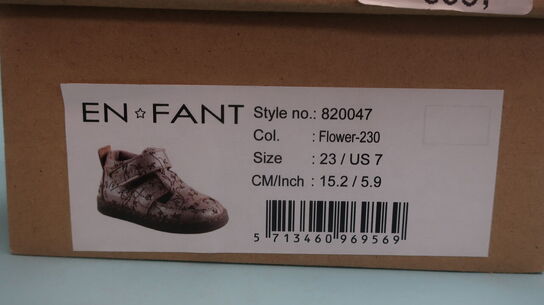 EN☆FANT
Style no.: 820047
Col. : Flower-230
Size : 23 / US 7
CM/Inch : 15.2 / 5.9
5 713460 969569